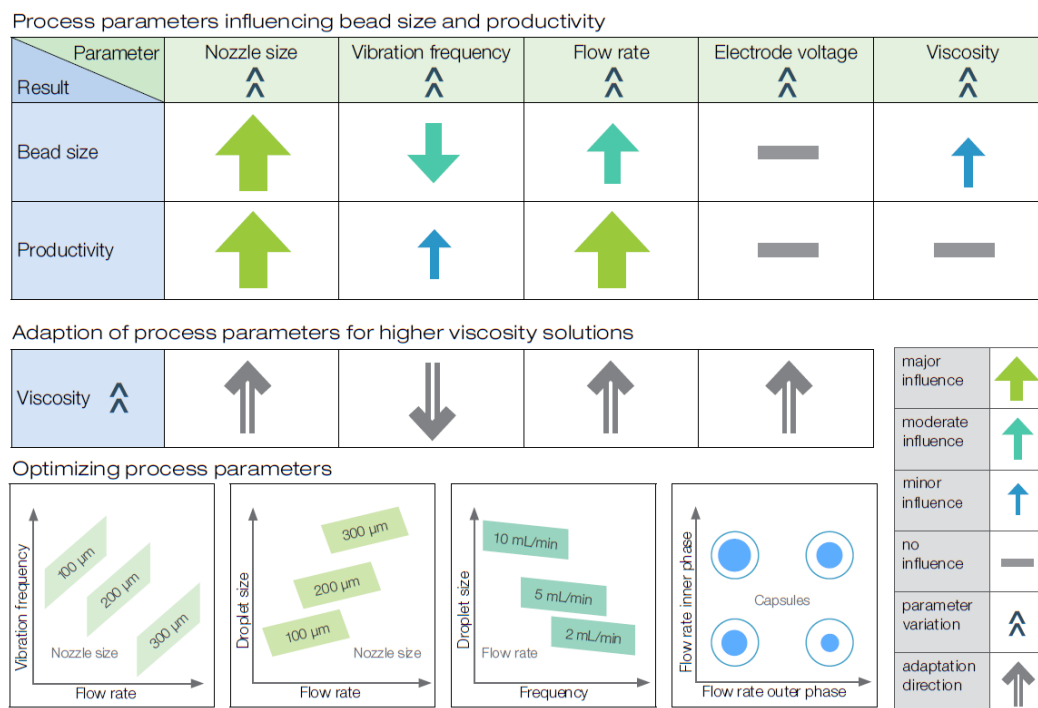 Process parameters influencing bead size and productivity
Parameter
Result
Nozzle size
Vibration frequency
Flow rate
Electrode voltage
Viscosity
Bead size
Productivity
Adaption of process parameters for higher viscosity solutions
Viscosity
major
influence
moderate
influence
minor
influence
no
influence
parameter
variation
adaptation
direction
Optimizing process parameters
Vibration frequency
100 µm
200 µm
300 µm
Nozzle size
Flow rate
Droplet size
300 µm
200 µm
100 µm
Nozzle size
Flow rate
Droplet size
10 mL/min
5 mL/min
2 mL/min
Flow rate
Frequency
Flow rate inner phase
Capsules
Flow rate outer phase